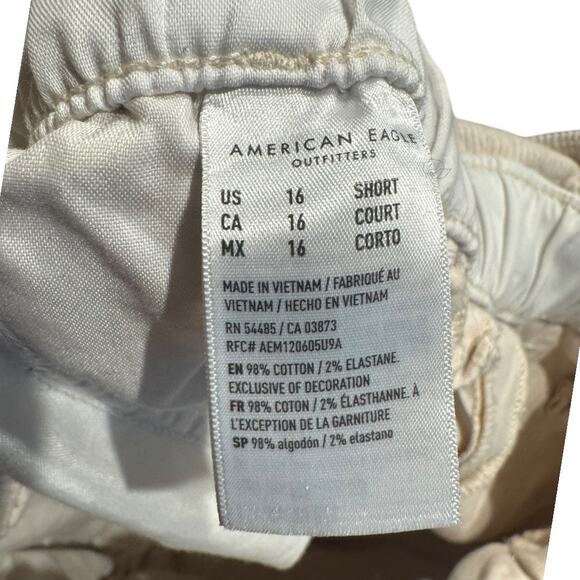 AMERICAN EAGLE
OUTFITTERS
US 16 SHORT
CA 16 COURT
MX 16 CORTO
MADE IN VIETNAM / FABRIQUÉ AU
VIETNAM / HECHO EN VIETNAM
RN 54485 / CA 03873
RFC# AEM120605U9A
EN 98% COTTON / 2% ELASTANE.
EXCLUSIVE OF DECORATION
FR 98% COTON / 2% ÉLASTHANNE. À
L'EXCEPTION DE LA GARNITURE
SP 98% algodón / 2% elastano